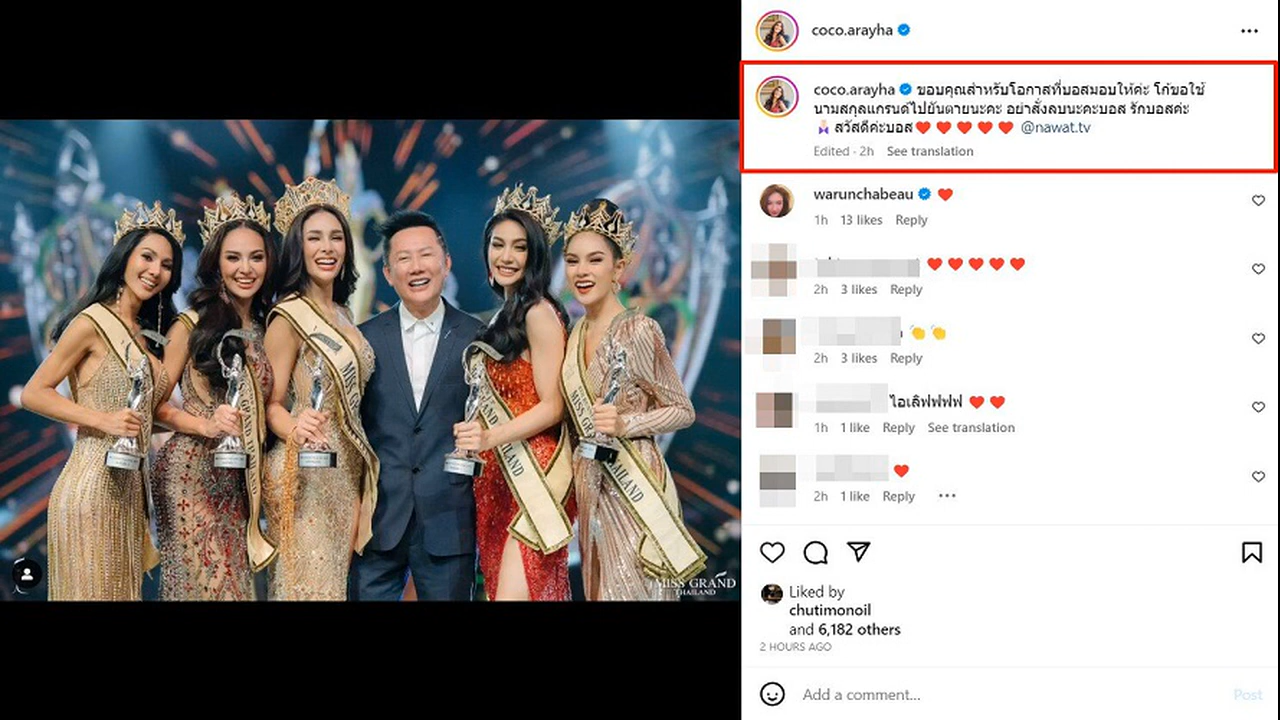 coco.arayha
coco.arayha ขอบคุณสำหรับโอกาสที่บอสมอบให้ค่ะ โก้ขอใช้
นามสกุลแกรนด์ไปยันตายนะคะ อย่าสั่งลบนะคะบอส รักบอสค่ะ
🙏🏻 สวัสดีค่ะบอส❤️ ❤️ ❤️ ❤️ ❤️ @nawat.tv
Edited · 2h See translation
warunchabeau ❤️
1h 13 likes Reply
❤️ ❤️ ❤️ ❤️ ❤️
2h 3 likes Reply
👏 👏
2h 3 likes Reply
ไอเลิฟฟฟฟ ❤️ ❤️
1h 1 like Reply See translation
❤️
2h 1 like Reply •••
Liked by
chutimonoil
and 6,182 others
2 HOURS AGO
Add a comment...
Post
THAILAND
MISS GRAND
THAILAND